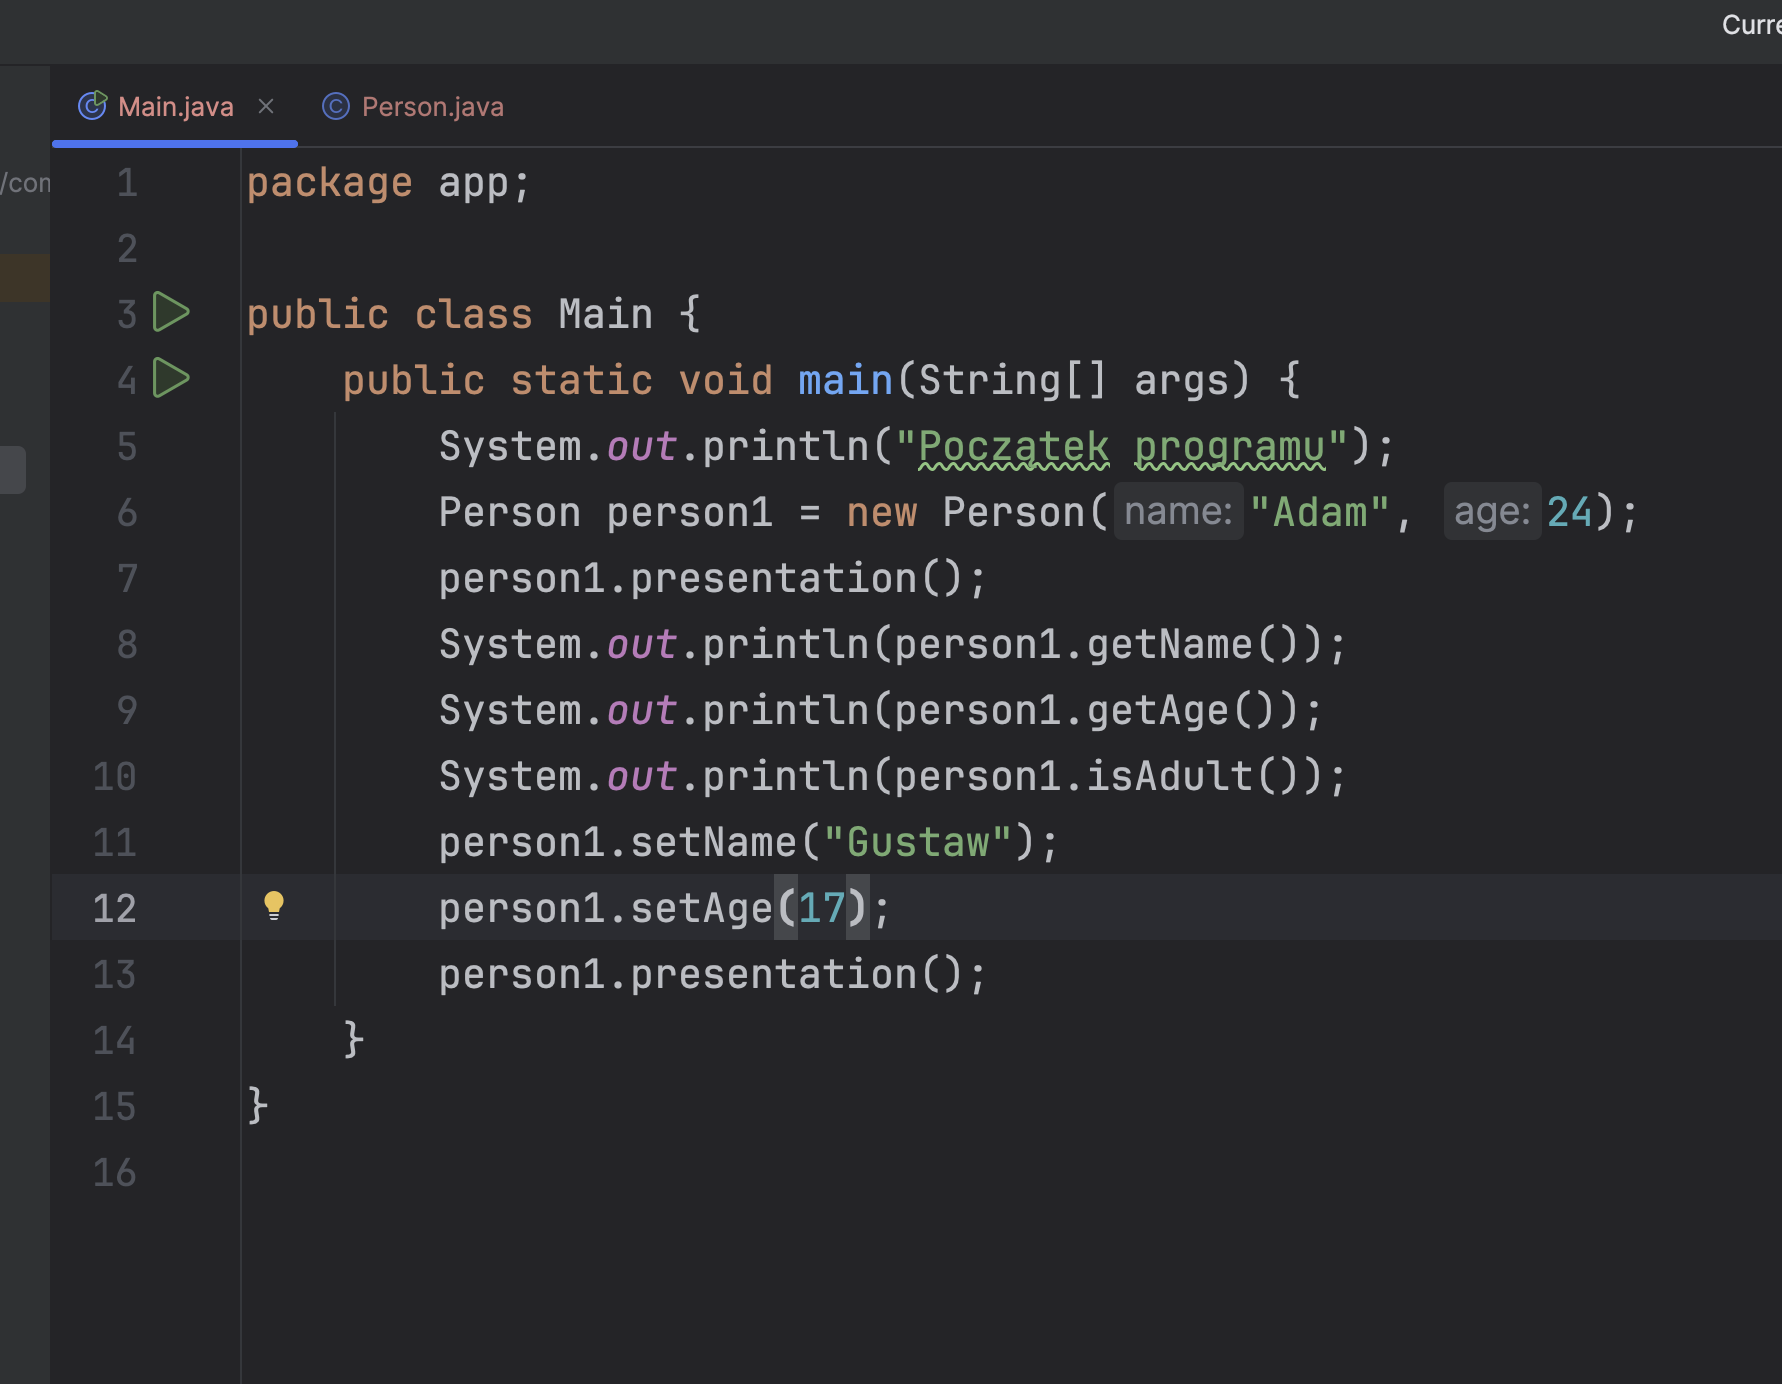 Curre
Main.java Person.java
/con
1 package app;
2
3 public class Main {
4 public static void main(String[] args) {
5 System.out.println("Początek programu");
6 Person person1 = new Person( name: "Adam", age: 24);
7 person1.presentation();
8 System.out.println(person1.getName());
9 System.out.println(person1.getAge());
10 System.out.println(person1.isAdult());
11 person1.setName("Gustaw");
12 person1.setAge(17);
13 person1.presentation();
14 }
15 }
16